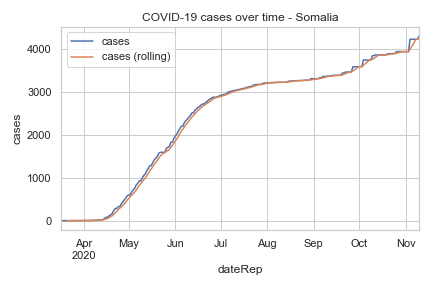 COVID-19 cases over time - Somalia
cases
cases (rolling)
4000
3000
2000
1000
0
cases
Apr May Jun Jul Aug Sep Oct Nov
2020
dateRep